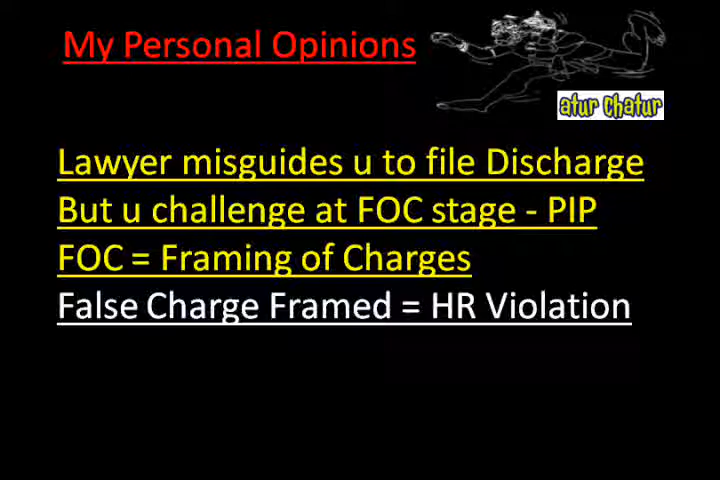 My Personal Opinions
atur chatur
Lawyer misguides u to file Discharge
But u challenge at FOC stage - PIP
FOC = Framing of Charges
False Charge Framed = HR Violation